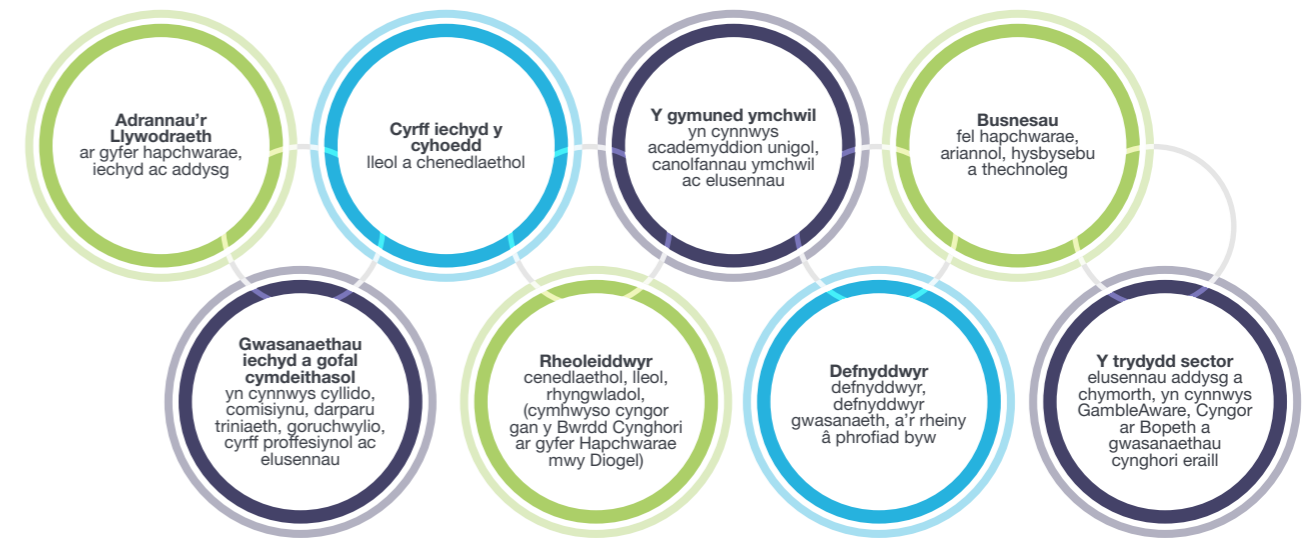 Adrannau'r
Llywodraeth
ar gyfer hapchwarae,
iechyd ac addysg
Cyrff iechyd y
cyhoedd
lleol a chenedlaethol
Y gymuned ymchwil
yn cynnwys
academyddion unigol,
canolfannau ymchwil
ac elusennau
Busnesau
fel hapchwarae,
ariannol, hysbysebu
a thechnoleg
Gwasanaethau
iechyd a gofal
cymdeithasol
yn cynnwys cyllido,
comisiynu, darparu
triniaeth, goruchwylio,
cyrff proffesiynol ac
elusennau
Rheoleiddwyr
cenedlaethol, lleol,
rhyngwladol,
(cymhwyso cyngor
gan y Bwrdd Cynghori
ar gyfer Hapchwarae
mwy Diogel)
Defnyddwyr
defnyddwyr,
defnyddwyr
gwasanaeth, a'r rheiny
â phrofiad byw
Y trydydd sector
elusennau addysg a
chymorth, yn cynnwys
GambleAware, Cyngor
ar Bopeth a
gwasanaethau
cynghori eraill